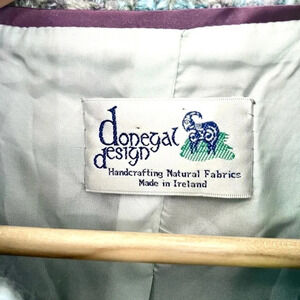 donegal
design
Handcrafting Natural Fabrics
Made in Ireland